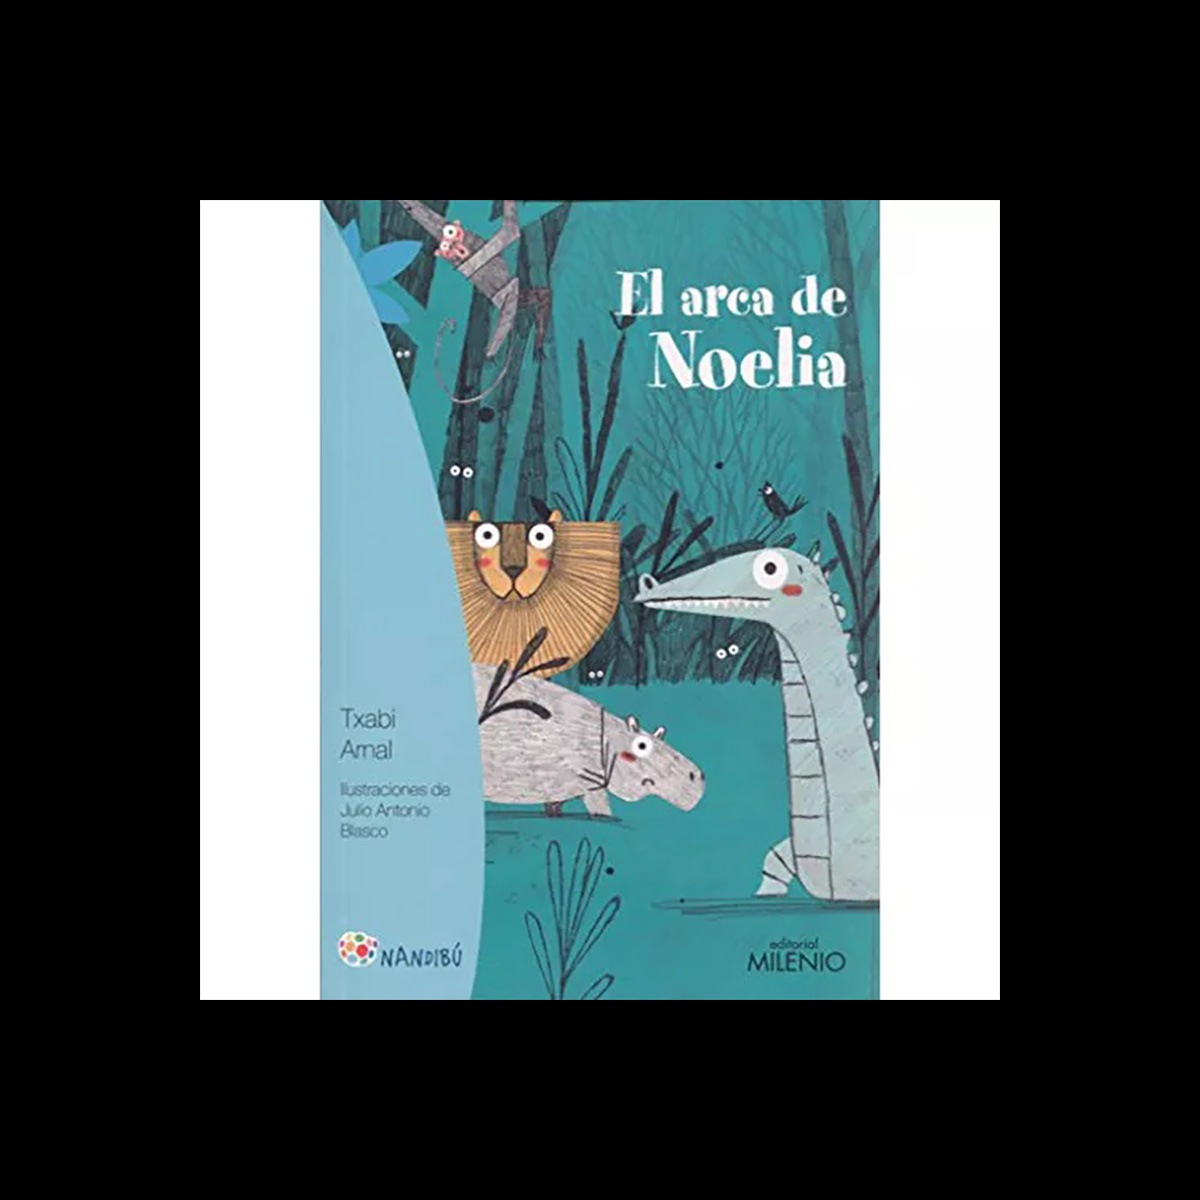 El arca de
Noelia
Txabi
Arnal
Ilustraciones de
Julio Antonio
Blasco
NANDIBÚ
editorial
MILENIO